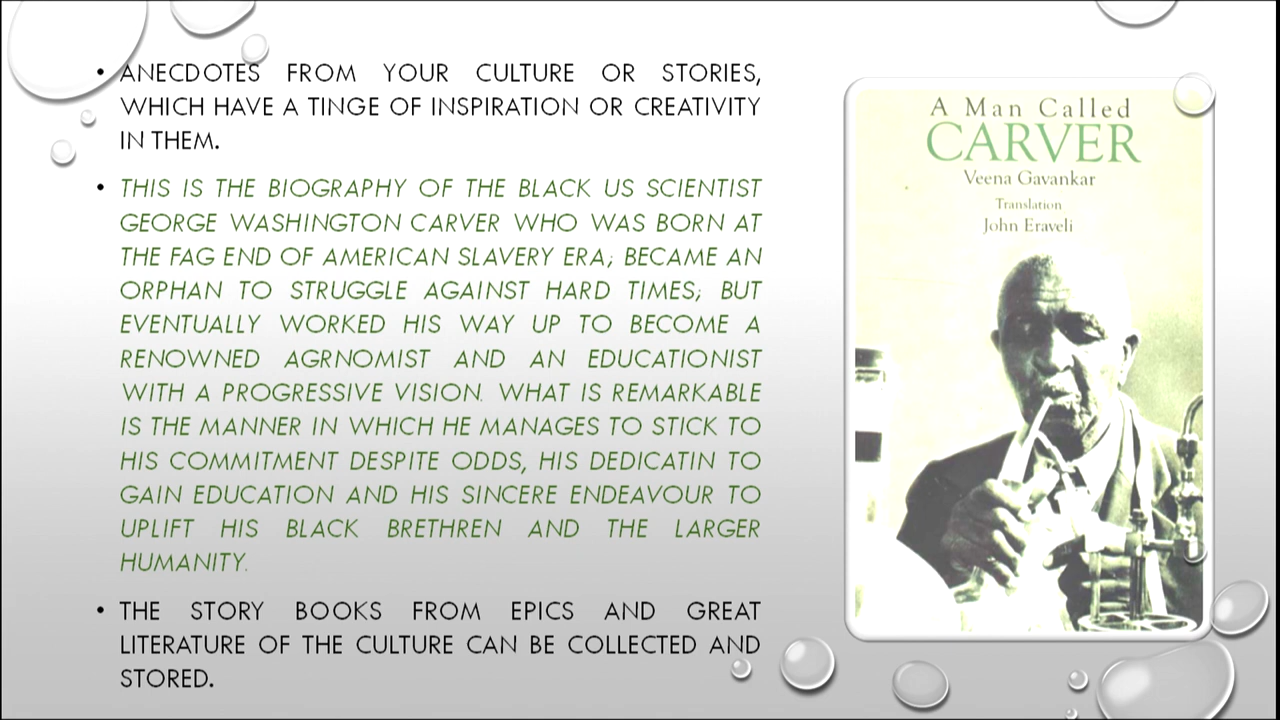 • ANECDOTES FROM YOUR CULTURE OR STORIES,
WHICH HAVE A TINGE OF INSPIRATION OR CREATIVITY
IN THEM.
• THIS IS THE BIOGRAPHY OF THE BLACK US SCIENTIST
GEORGE WASHINGTON CARVER WHO WAS BORN AT
THE FAG END OF AMERICAN SLAVERY ERA; BECAME AN
ORPHAN TO STRUGGLE AGAINST HARD TIMES; BUT
EVENTUALLY WORKED HIS WAY UP TO BECOME A
RENOWNED AGRNOMIST AND AN EDUCATIONIST
WITH A PROGRESSIVE VISION. WHAT IS REMARKABLE
IS THE MANNER IN WHICH HE MANAGES TO STICK TO
HIS COMMITMENT DESPITE ODDS, HIS DEDICATIN TO
GAIN EDUCATION AND HIS SINCERE ENDEAVOUR TO
UPLIFT HIS BLACK BRETHREN AND THE LARGER
HUMANITY.
• THE STORY BOOKS FROM EPICS AND GREAT
LITERATURE OF THE CULTURE CAN BE COLLECTED AND
STORED.
A Man Called
CARVER
Veena Gavankar
Translation
John Eraveli